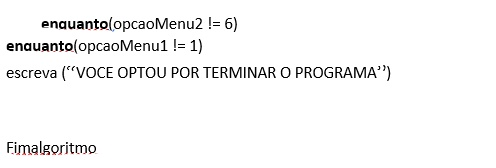 enquanto(opcaoMenu2 != 6)
enquanto(opcaoMenu1 != 1)
escreva (‘‘VOCE OPTOU POR TERMINAR O PROGRAMA’’)
Fimalgoritmo